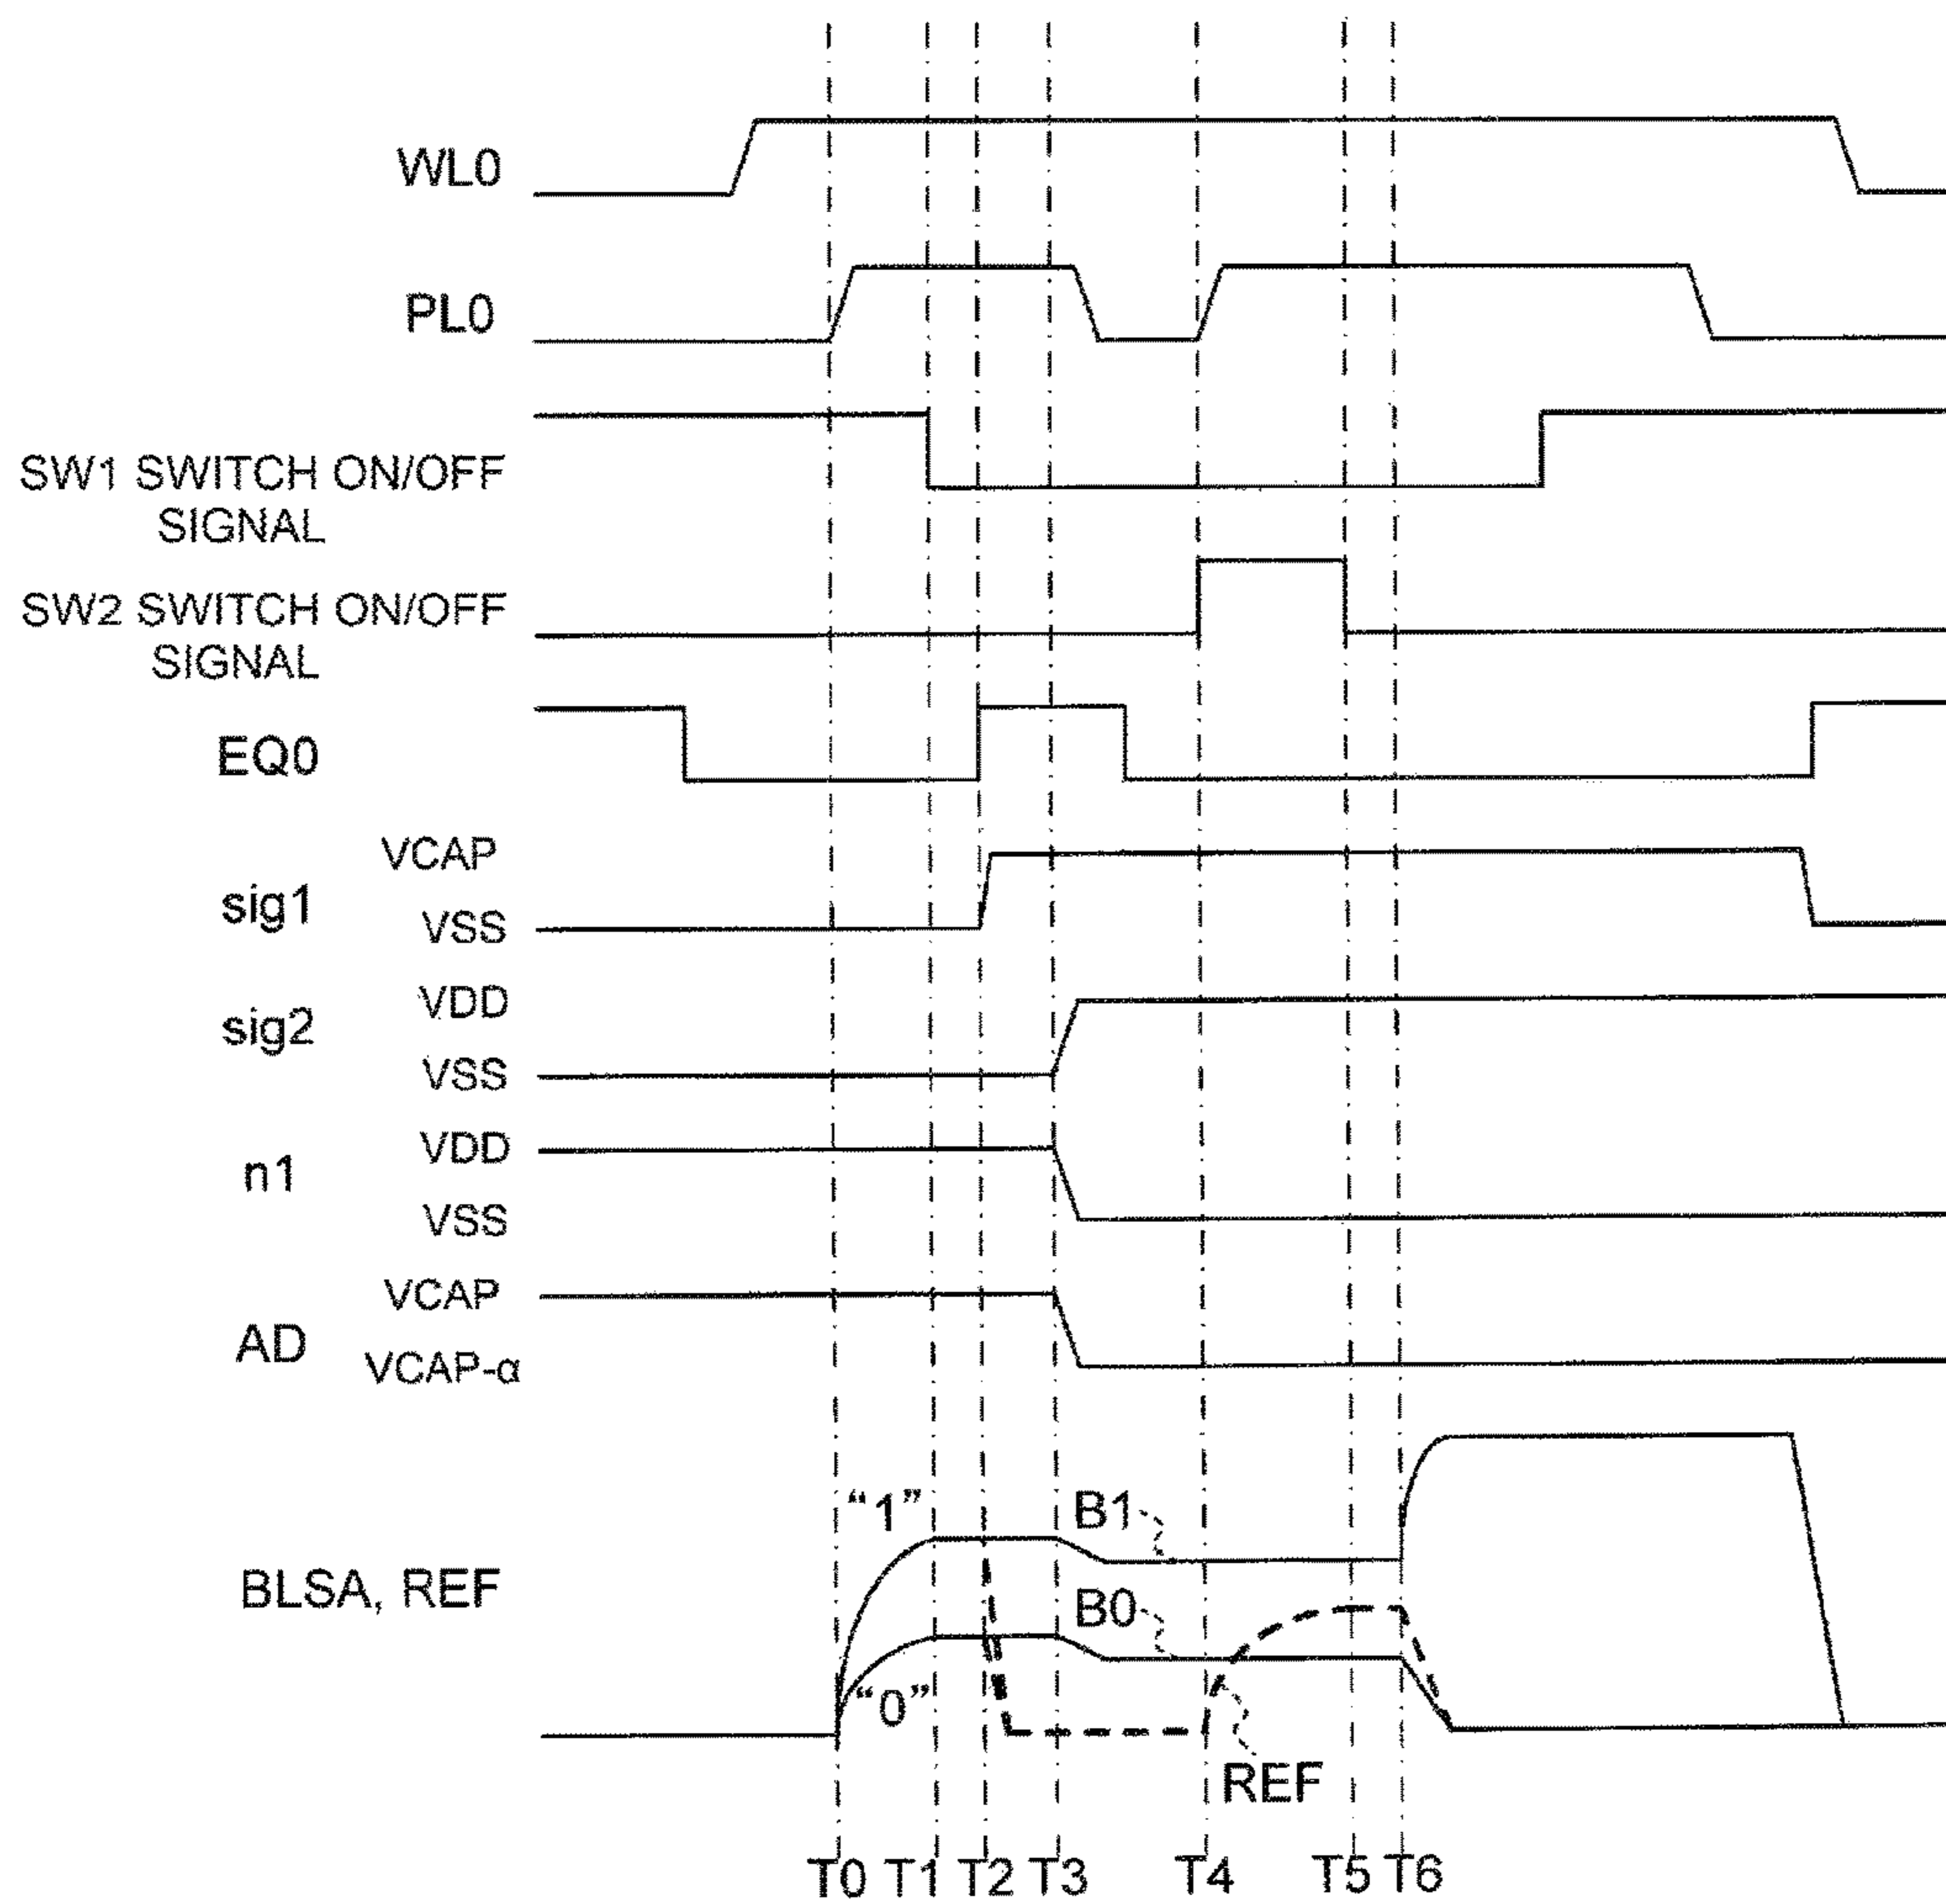 WL0
PL0
SW1 SWITCH ON/OFF
SIGNAL
SW2 SWITCH ON/OFF
SIGNAL
EQ0
VCAP
sig1
VSS
VDD
sig2
VSS
VDD
n1
VSS
VCAP
AD
VCAP-α
“1”
B1
BLSA, REF
B0
“0”
REF
T0 T1 T2 T3 T4 T5 T6